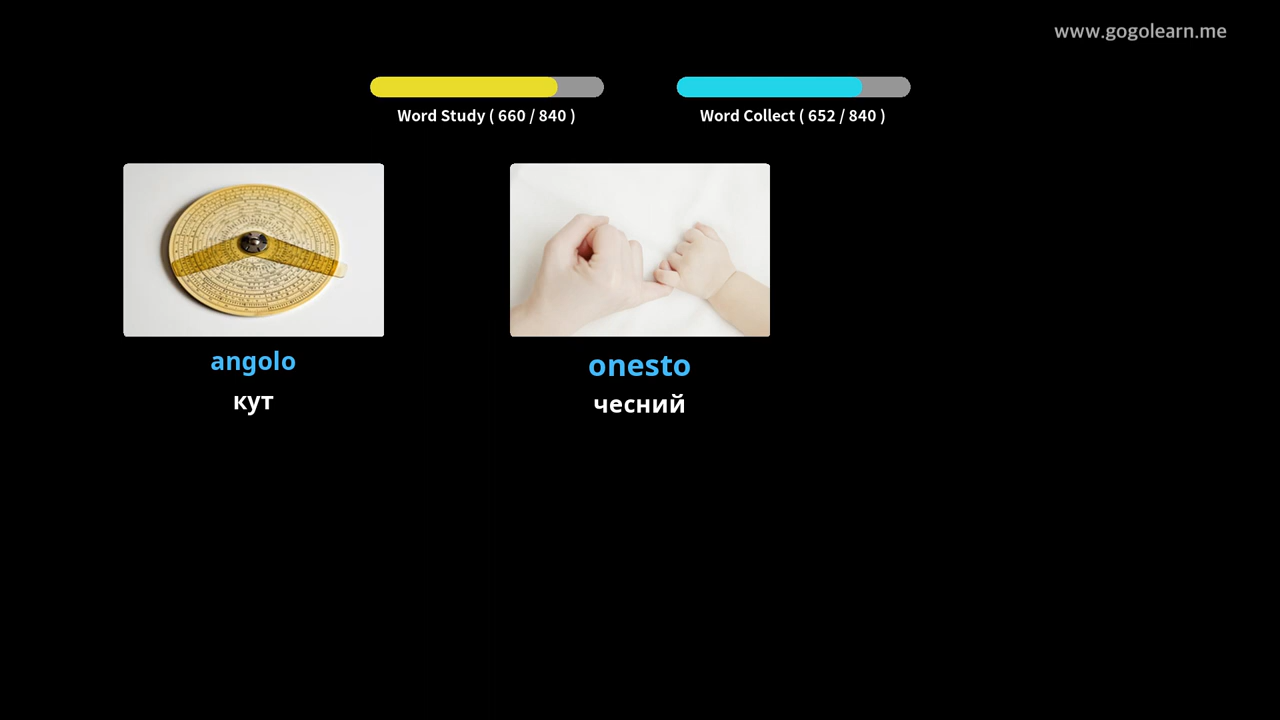 www.gogolearn.me
Word Study ( 660 / 840 )
Word Collect ( 652 / 840 )
angolo
кут
onesto
чесний